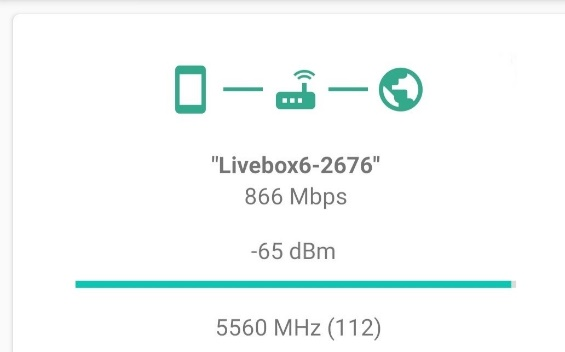 "Livebox6-2676"
866 Mbps
-65 dBm
5560 MHz (112)